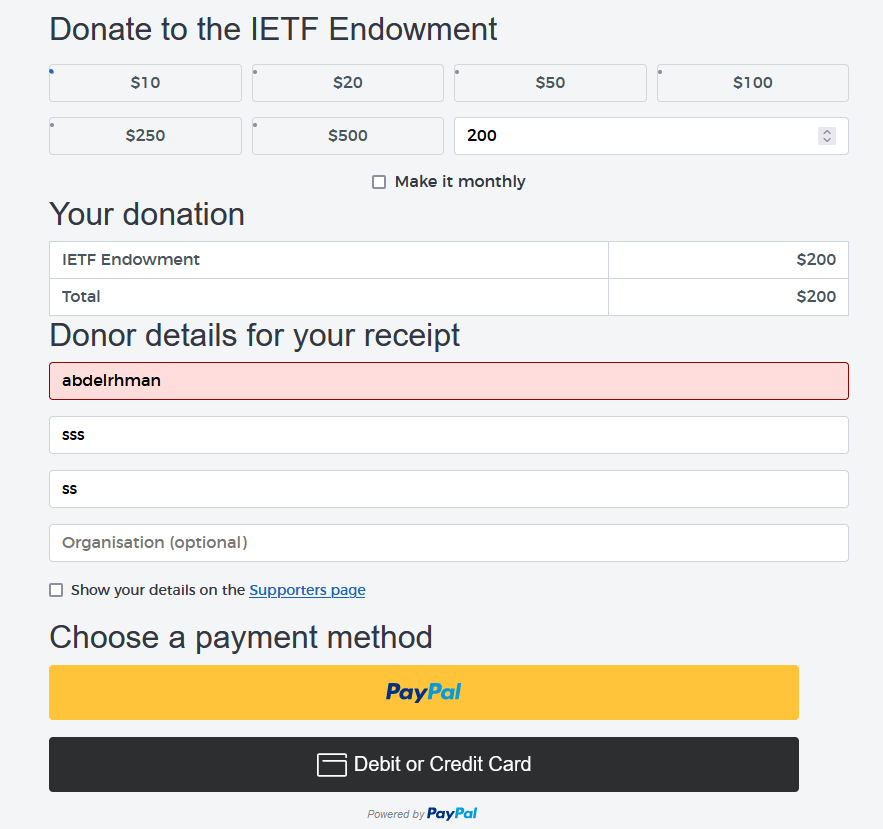 Donate to the IETF Endowment
$10 $20 $50 $100
$250 $500 200
Make it monthly
Your donation
IETF Endowment $200
Total $200
Donor details for your receipt
abdelrhman
sss
ss
Organisation (optional)
Show your details on the Supporters page
Choose a payment method
PayPal
Debit or Credit Card
Powered by PayPal